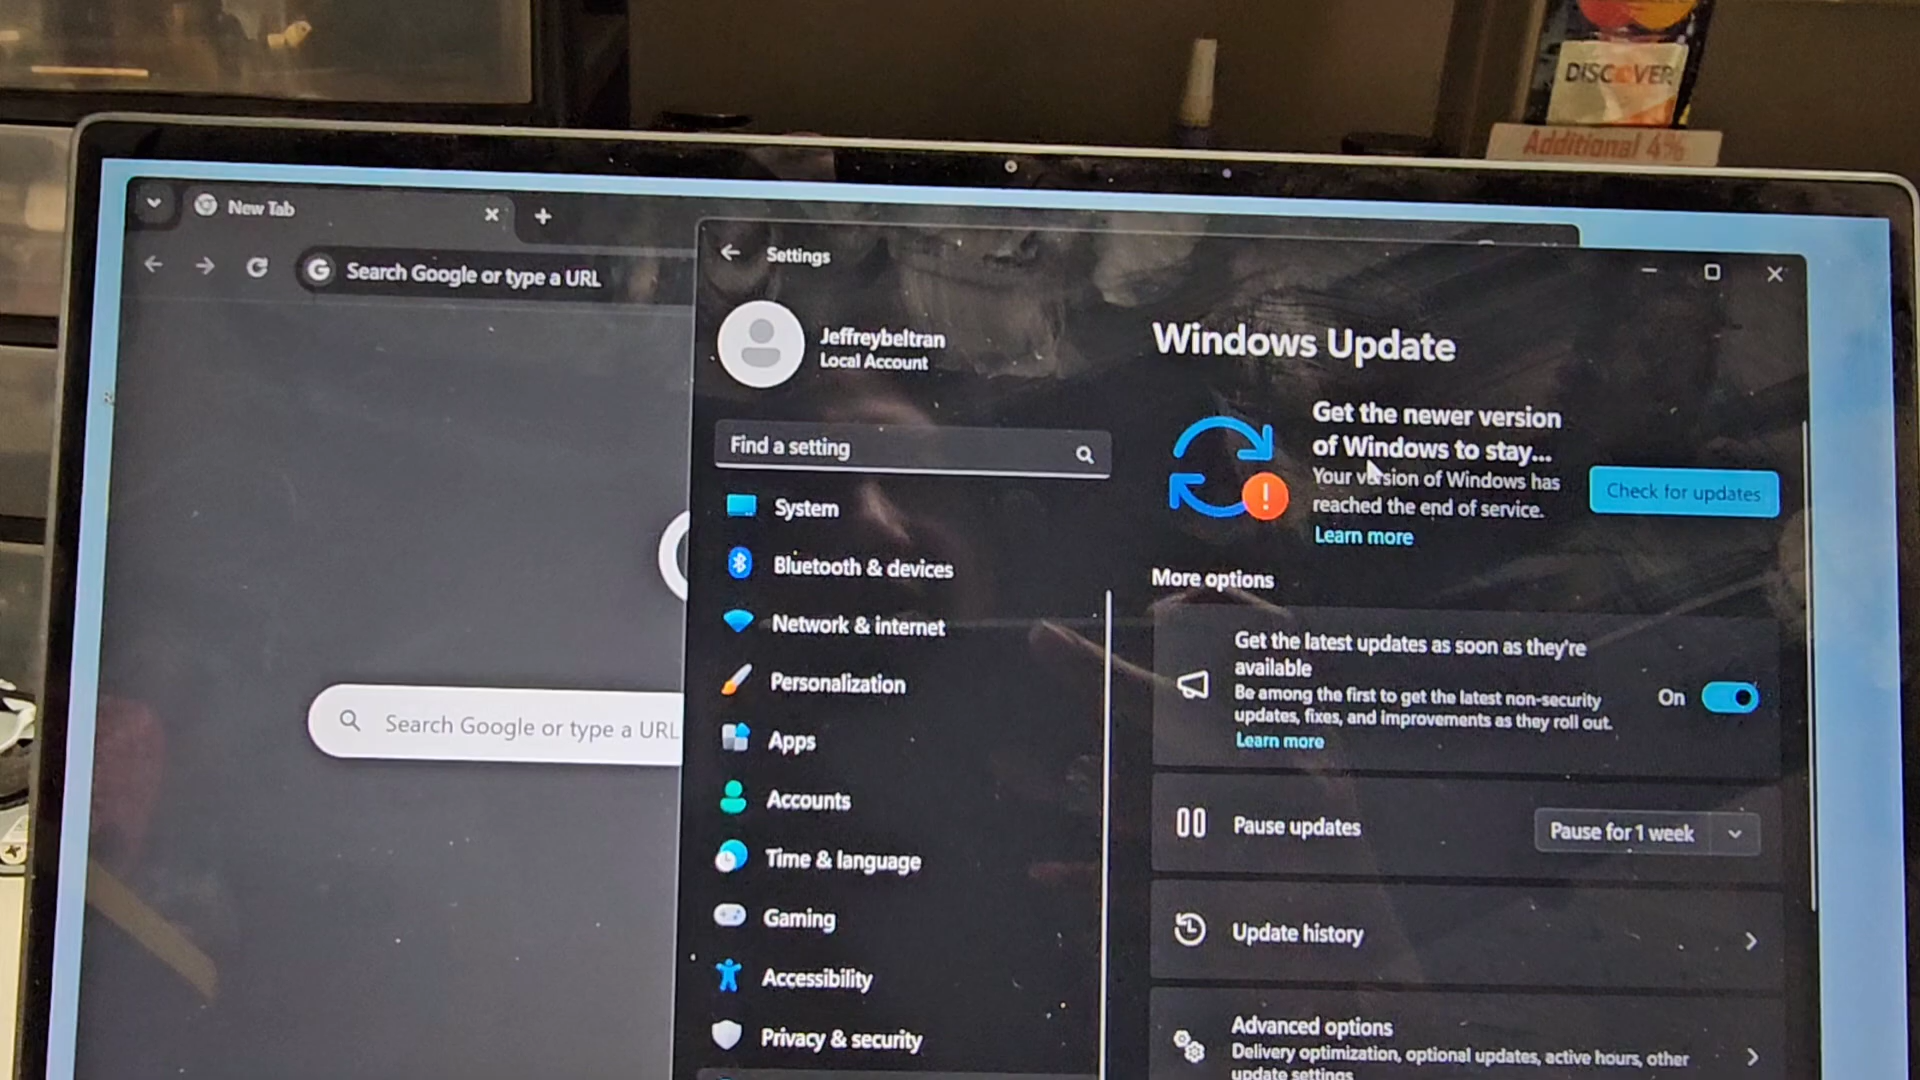 DISCOVER
Additional 4%
New Tab
Search Google or type a URL
Settings
Jeffreybeltran
Local Account
Windows Update
Get the newer version
of Windows to stay...
Your version of Windows has
reached the end of service.
Learn more
Check for updates
Find a setting
System
Bluetooth & devices
Network & internet
Personalization
Apps
Accounts
Time & language
Gaming
Accessibility
Privacy & security
More options
Get the latest updates as soon as they're
available
Be among the first to get the latest non-security
updates, fixes, and improvements as they roll out.
Learn more
On
Pause updates
Pause for 1 week
Update history
Advanced options
Delivery optimization, optional updates, active hours, other
update settings
Search Google or type a URL